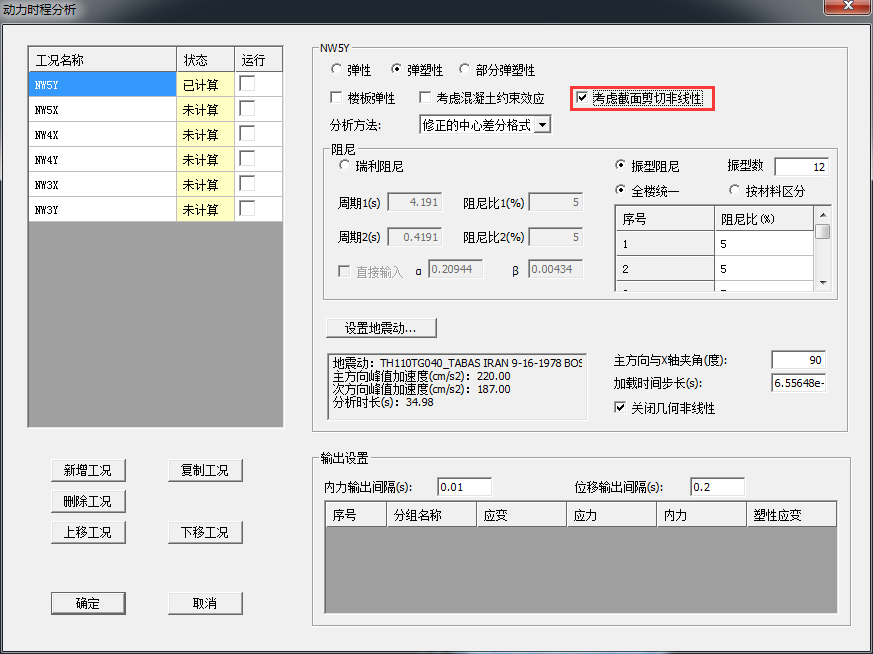 动力时程分析
工况名称 状态 运行
NW5Y 已计算
NW5X 未计算
NW4X 未计算
NW4Y 未计算
NW3X 未计算
NW3Y 未计算
新增工况 复制工况
删除工况
上移工况 下移工况
确定 取消
NW5Y
弹性 弹塑性 部分弹塑性
楼板弹性 考虑混凝土约束效应 考虑截面剪切非线性
分析方法: 修正的中心差分格式
阻尼
瑞利阻尼
周期1(s) 4.191 阻尼比1(%) 5
周期2(s) 0.4191 阻尼比2(%) 5
直接输入 α 0.20944 β 0.00434
振型阻尼 振型数 12
全楼统一 按材料区分
序号 阻尼比(%)
1 5
2 5
设置地震动...
地震动: TH110TG040_TABAS IRAN 9-16-1978 BOS
主方向峰值加速度(cm/s2): 220.00
次方向峰值加速度(cm/s2): 187.00
分析时长(s): 34.98
主方向与X轴夹角(度): 90
加载时间步长(s): 6.55648e-
关闭几何非线性
输出设置
内力输出间隔(s): 0.01 位移输出间隔(s): 0.2
序号 分组名称 应变 应力 内力 塑性应变